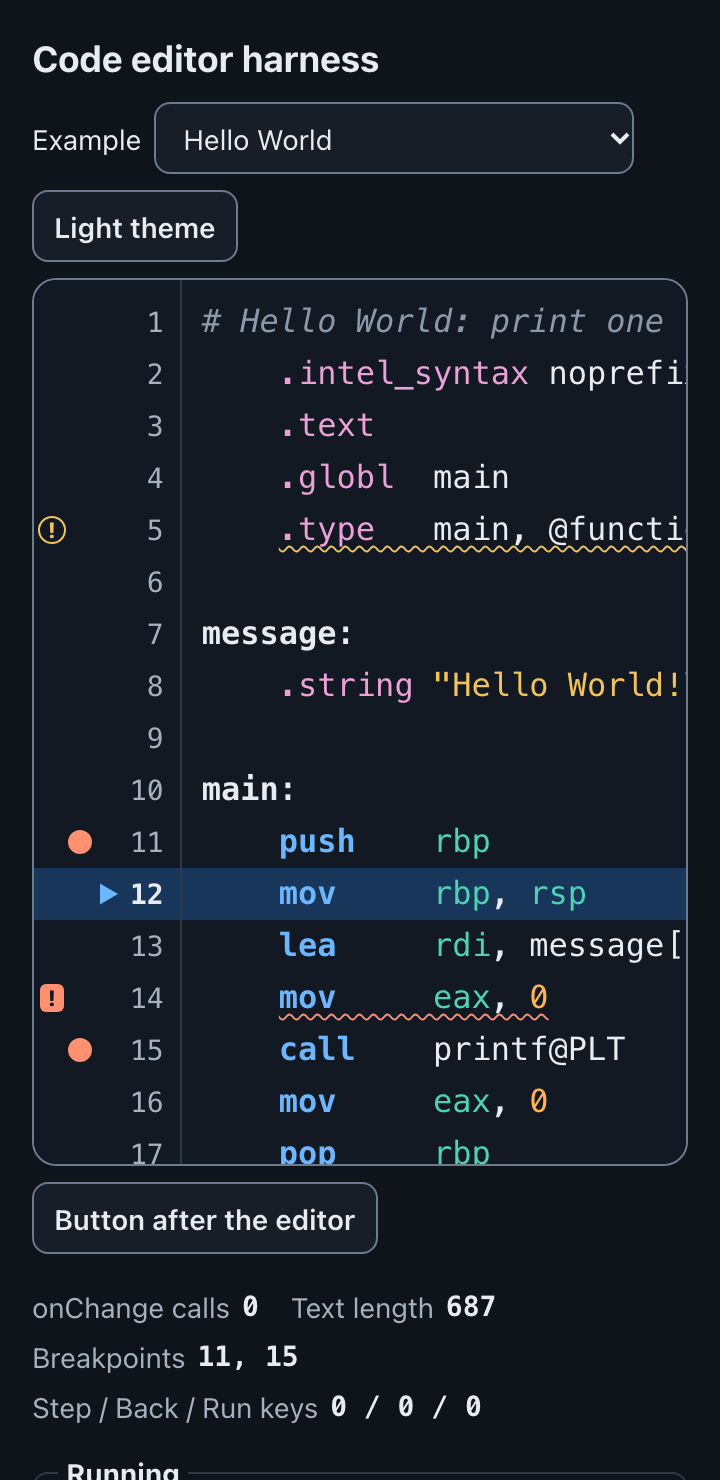 Code editor harness
Example Hello World
Light theme
1 # Hello World: print one
2 .intel_syntax noprefi
3 .text
4 .globl main
5 .type main, @functi
6
7 message:
8 .string "Hello World!
9
10 main:
11 push rbp
12 mov rbp, rsp
13 lea rdi, message[
14 mov eax, 0
15 call printf@PLT
16 mov eax, 0
17 pop rbp
Button after the editor
onChange calls 0 Text length 687
Breakpoints 11, 15
Step / Back / Run keys 0 / 0 / 0
Running